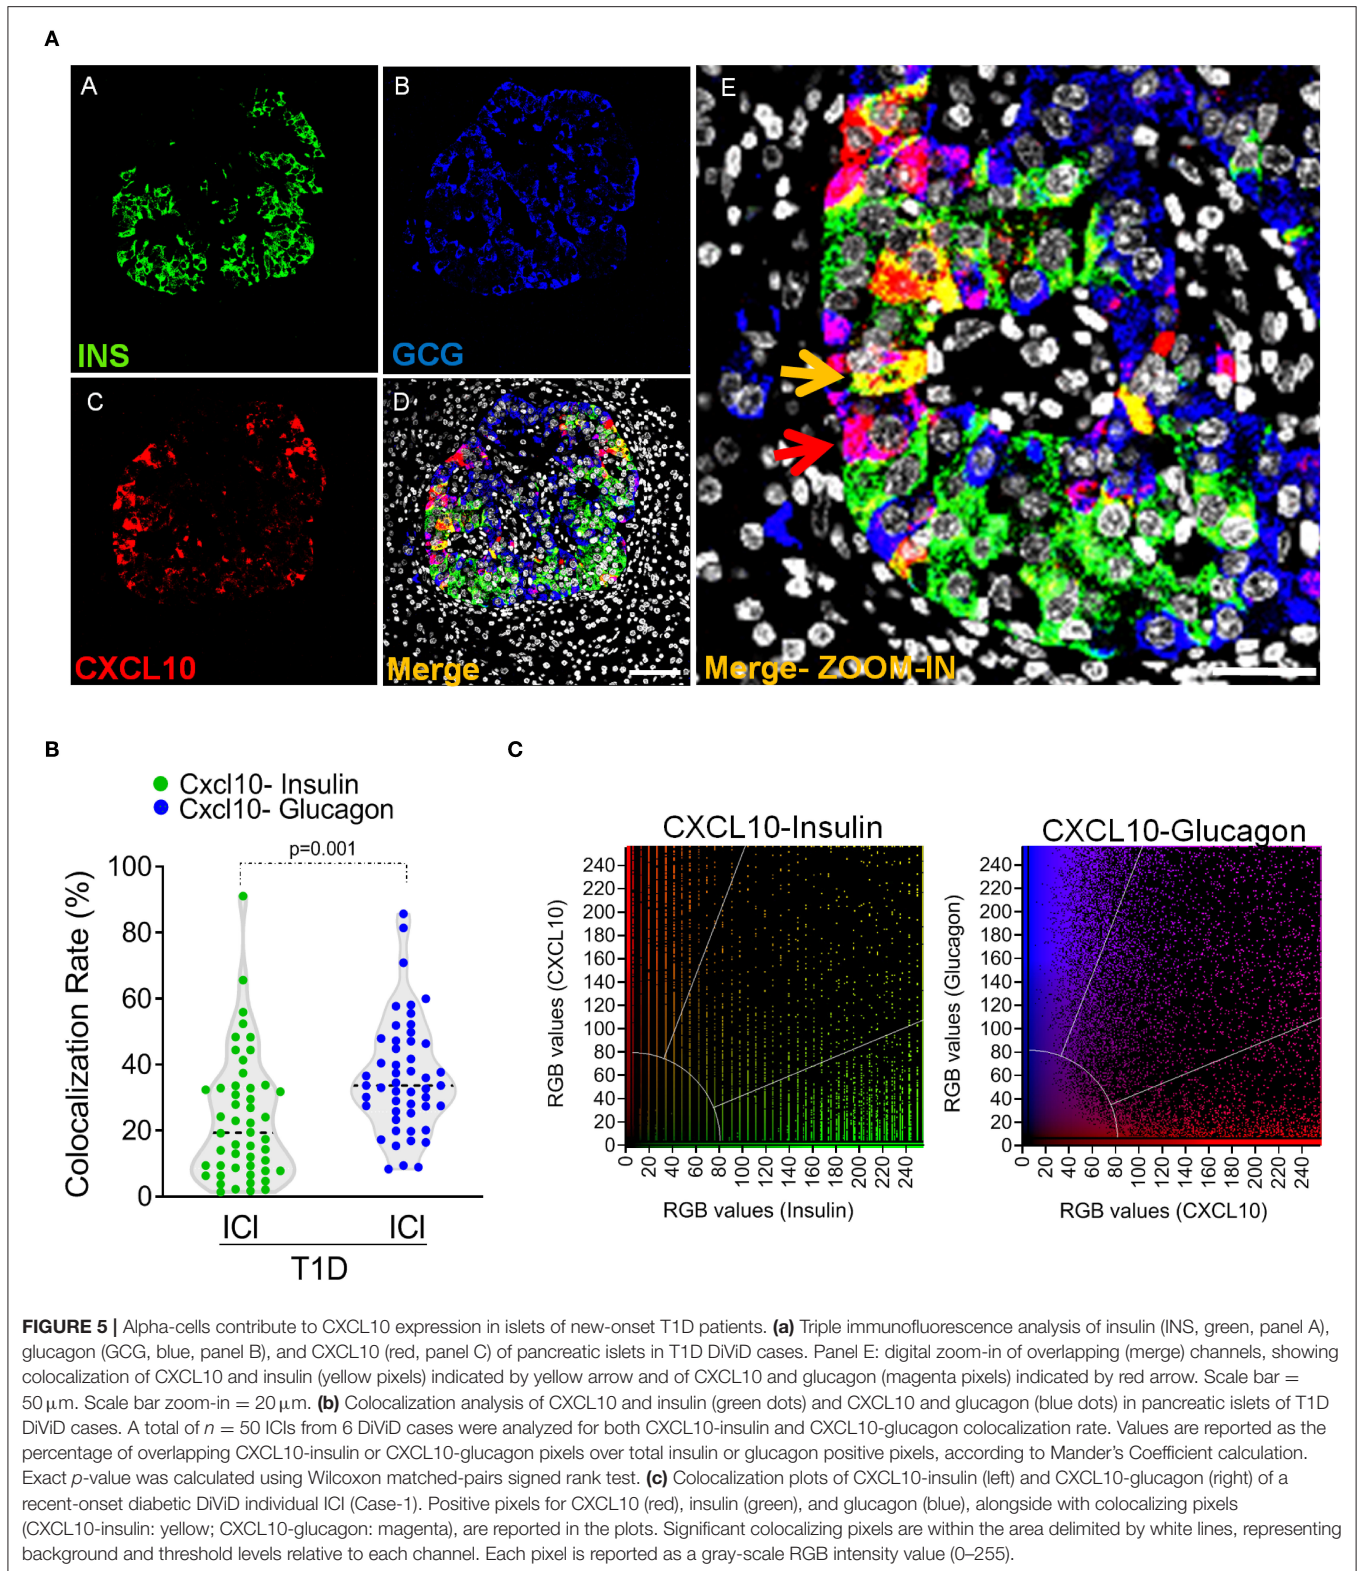 A
A
B
E
INS
GCG
C
D
CXCL10
Merge
Merge- ZOOM-IN
B
Cxcl10- Insulin
Cxcl10- Glucagon
p=0.001
Colocalization Rate (%)
100
80
60
40
20
0
ICI
ICI
T1D
C
CXCL10-Insulin
RGB values (CXCL10)
240
220
200
180
160
140
120
100
80
60
40
20
0
0 20 40 60 80 100 120 140 160 180 200 220 240
RGB values (Insulin)
CXCL10-Glucagon
RGB values (Glucagon)
240
220
200
180
160
140
120
100
80
60
40
20
0
0 20 40 60 80 100 120 140 160 180 200 220 240
RGB values (CXCL10)
FIGURE 5 | Alpha-cells contribute to CXCL10 expression in islets of new-onset T1D patients. (a) Triple immunofluorescence analysis of insulin (INS, green, panel A),
glucagon (GCG, blue, panel B), and CXCL10 (red, panel C) of pancreatic islets in T1D DiViD cases. Panel E: digital zoom-in of overlapping (merge) channels, showing
colocalization of CXCL10 and insulin (yellow pixels) indicated by yellow arrow and of CXCL10 and glucagon (magenta pixels) indicated by red arrow. Scale bar =
50 μm. Scale bar zoom-in = 20 μm. (b) Colocalization analysis of CXCL10 and insulin (green dots) and CXCL10 and glucagon (blue dots) in pancreatic islets of T1D
DiViD cases. A total of n = 50 ICIs from 6 DiViD cases were analyzed for both CXCL10-insulin and CXCL10-glucagon colocalization rate. Values are reported as the
percentage of overlapping CXCL10-insulin or CXCL10-glucagon pixels over total insulin or glucagon positive pixels, according to Mander's Coefficient calculation.
Exact p-value was calculated using Wilcoxon matched-pairs signed rank test. (c) Colocalization plots of CXCL10-insulin (left) and CXCL10-glucagon (right) of a
recent-onset diabetic DiViD individual ICI (Case-1). Positive pixels for CXCL10 (red), insulin (green), and glucagon (blue), alongside with colocalizing pixels
(CXCL10-insulin: yellow; CXCL10-glucagon: magenta), are reported in the plots. Significant colocalizing pixels are within the area delimited by white lines, representing
background and threshold levels relative to each channel. Each pixel is reported as a gray-scale RGB intensity value (0–255).